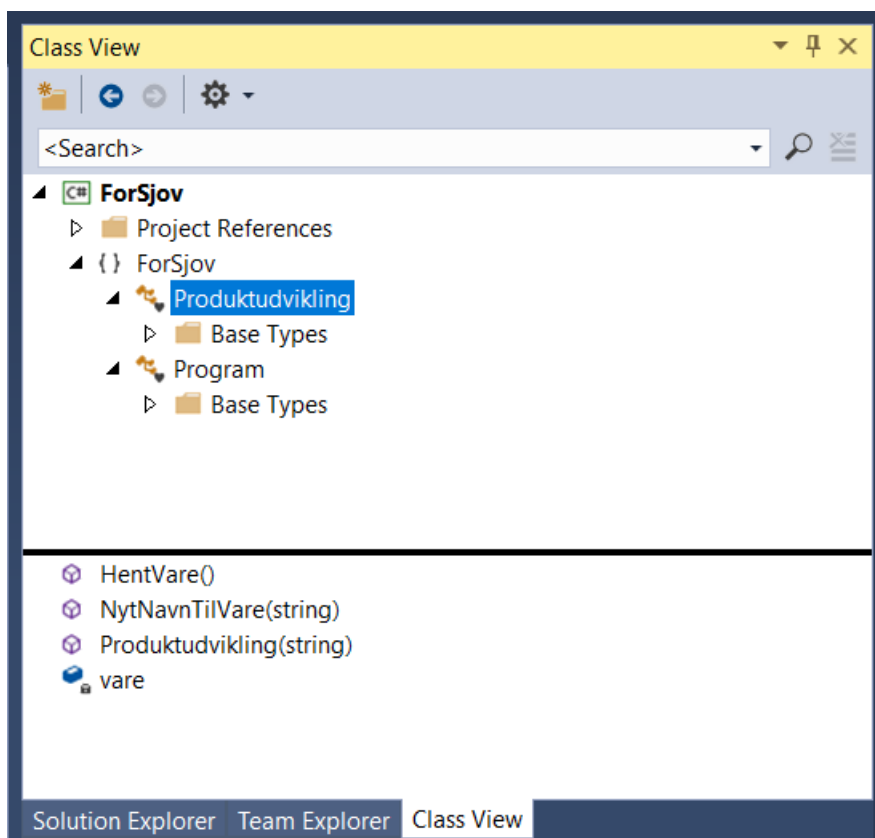 Class View
<Search>
C# ForSjov
Project References
{ } ForSjov
Produktudvikling
Base Types
Program
Base Types
HentVare()
NytNavnTilVare(string)
Produktudvikling(string)
vare
Solution Explorer Team Explorer Class View